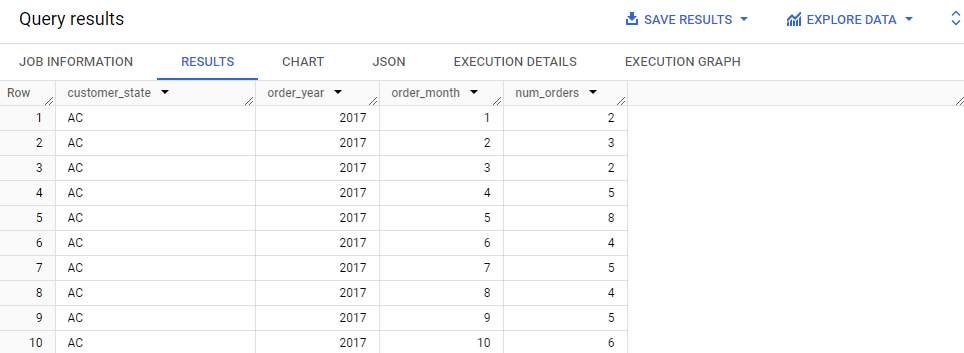 Query results SAVE RESULTS EXPLORE DATA
JOB INFORMATION RESULTS CHART JSON EXECUTION DETAILS EXECUTION GRAPH
Row customer_state order_year order_month num_orders
1 AC 2017 1 2
2 AC 2017 2 3
3 AC 2017 3 2
4 AC 2017 4 5
5 AC 2017 5 8
6 AC 2017 6 4
7 AC 2017 7 5
8 AC 2017 8 4
9 AC 2017 9 5
10 AC 2017 10 6